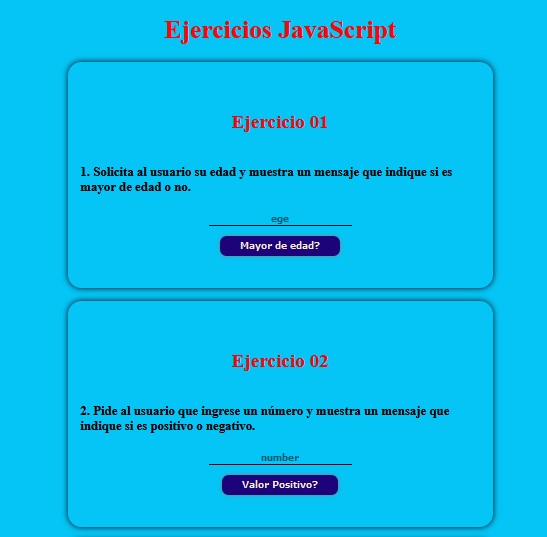 Ejercicios JavaScript
Ejercicio 01
1. Solicita al usuario su edad y muestra un mensaje que indique si es
mayor de edad o no.
ege
Mayor de edad?
Ejercicio 02
2. Pide al usuario que ingrese un número y muestra un mensaje que
indique si es positivo o negativo.
number
Valor Positivo?